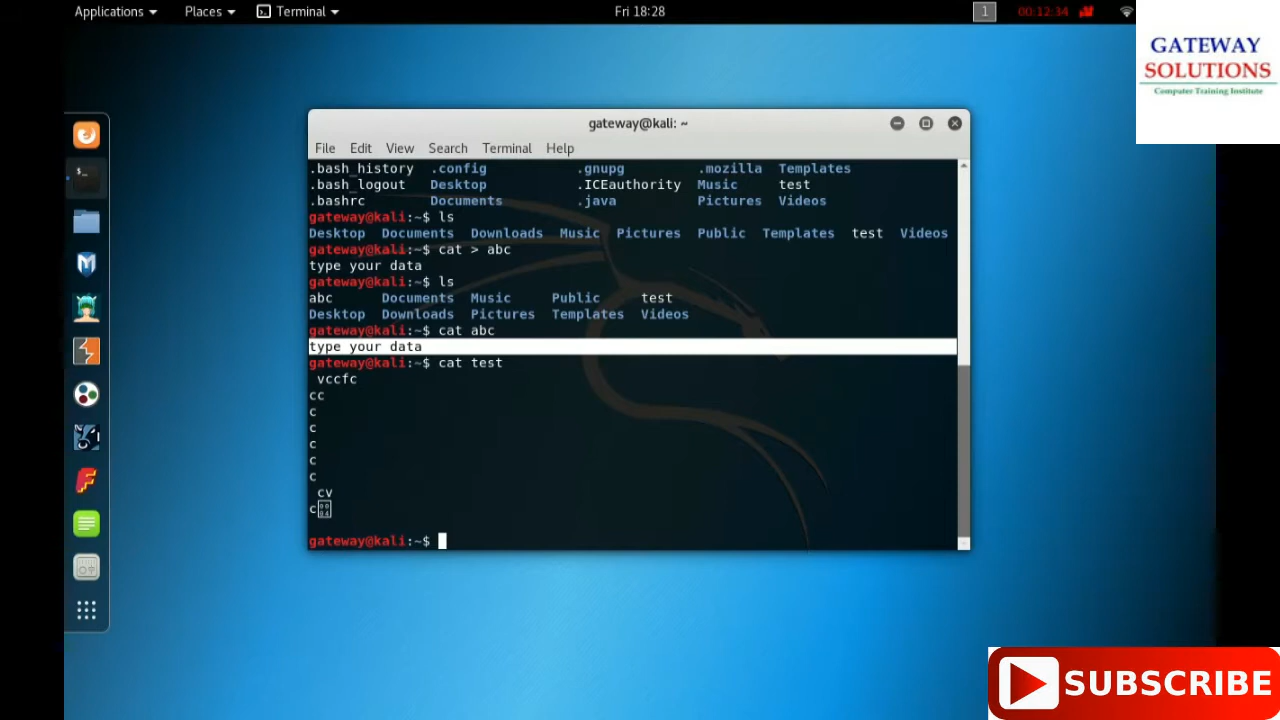 Applications Places Terminal Fri 18:28 1 00:12:34
GATEWAY
SOLUTIONS
Computer Training Institute
gateway@kali: ~
File Edit View Search Terminal Help
.bash_history .config .gnupg .mozilla Templates
.bash_logout Desktop .ICEauthority Music test
.bashrc Documents .java Pictures Videos
gateway@kali:~$ ls
Desktop Documents Downloads Music Pictures Public Templates test Videos
gateway@kali:~$ cat > abc
type your data
gateway@kali:~$ ls
abc Documents Music Public test
Desktop Downloads Pictures Templates Videos
gateway@kali:~$ cat abc
type your data
gateway@kali:~$ cat test
vccfc
cc
c
c
c
c
c
cv
c
gateway@kali:~$
SUBSCRIBE